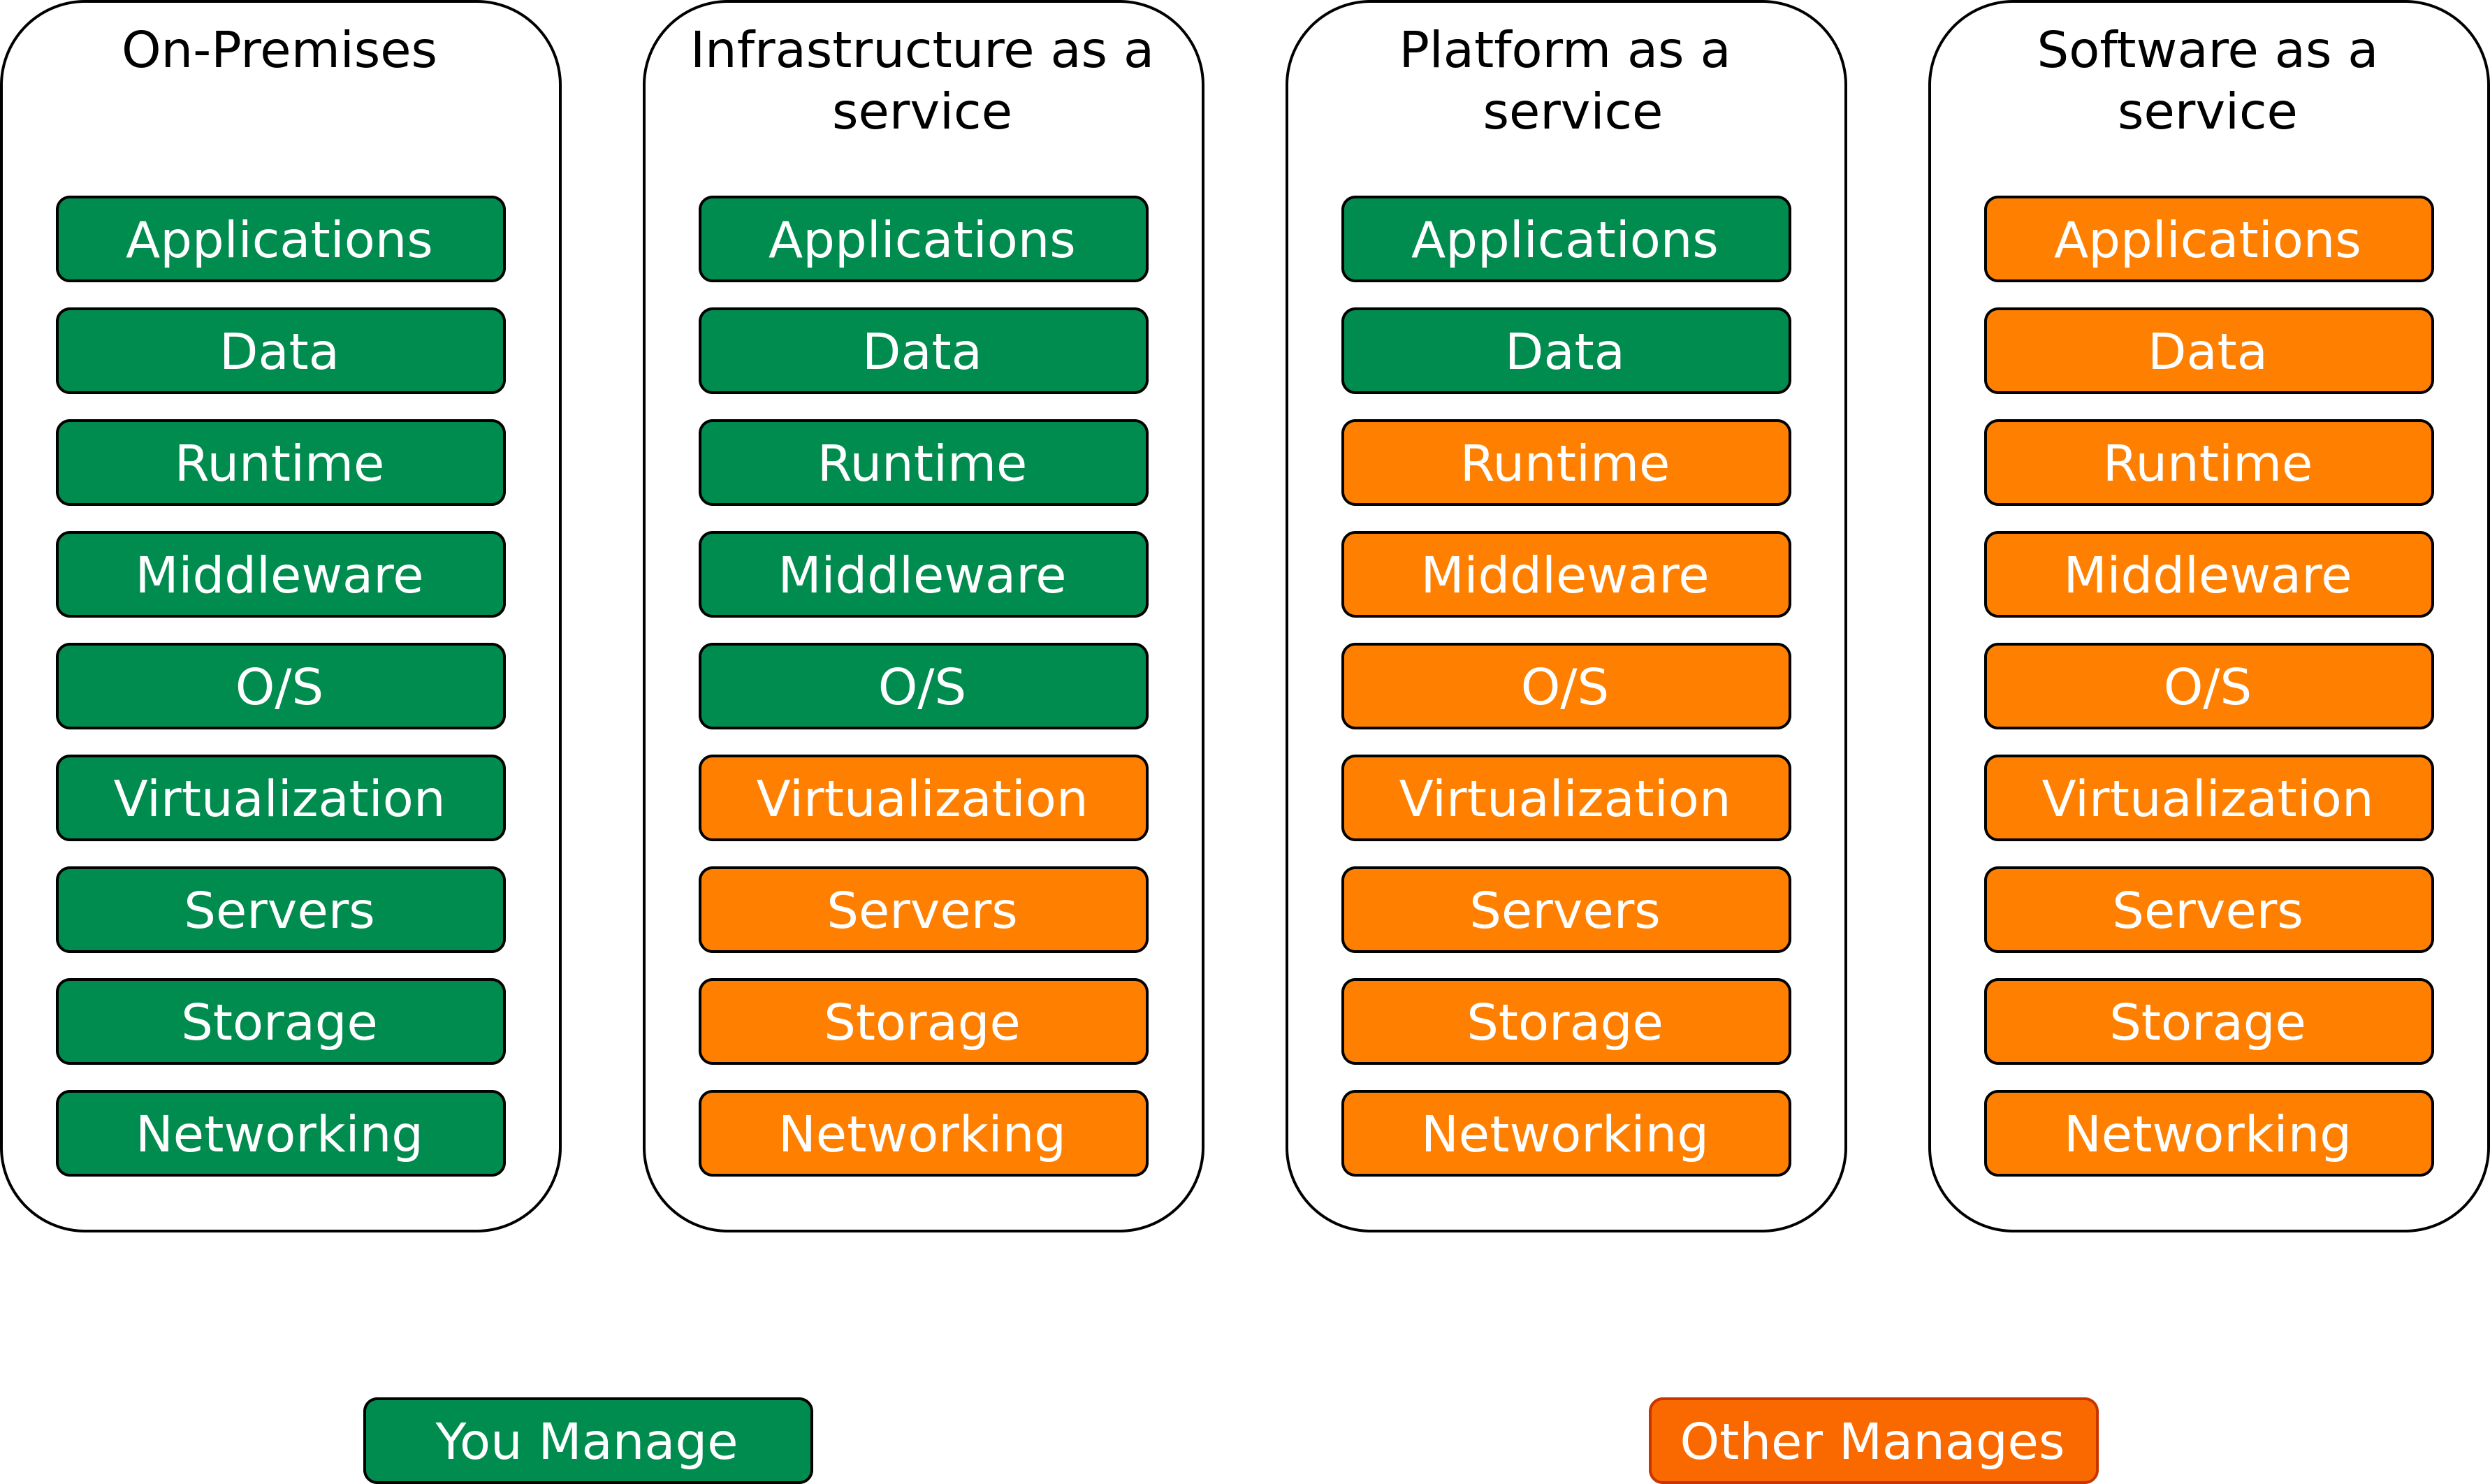 On-Premises
Applications
Data
Runtime
Middleware
O/S
Virtualization
Servers
Storage
Networking
Infrastructure as a
service
Applications
Data
Runtime
Middleware
O/S
Virtualization
Servers
Storage
Networking
Platform as a
service
Applications
Data
Runtime
Middleware
O/S
Virtualization
Servers
Storage
Networking
Software as a
service
Applications
Data
Runtime
Middleware
O/S
Virtualization
Servers
Storage
Networking
You Manage
Other Manages